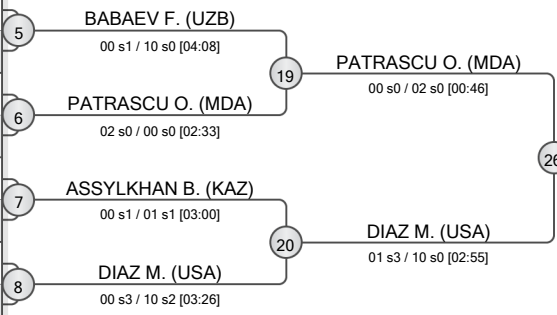 BABAEV F. (UZB)
5
00 s1 / 10 s0 [04:08]
PATRASCU O. (MDA)
19
00 s0 / 02 s0 [00:46]
PATRASCU O. (MDA)
6
02 s0 / 00 s0 [02:33]
26
ASSYLKHAN B. (KAZ)
7
00 s1 / 01 s1 [03:00]
DIAZ M. (USA)
20
01 s3 / 10 s0 [02:55]
DIAZ M. (USA)
8
00 s3 / 10 s2 [03:26]